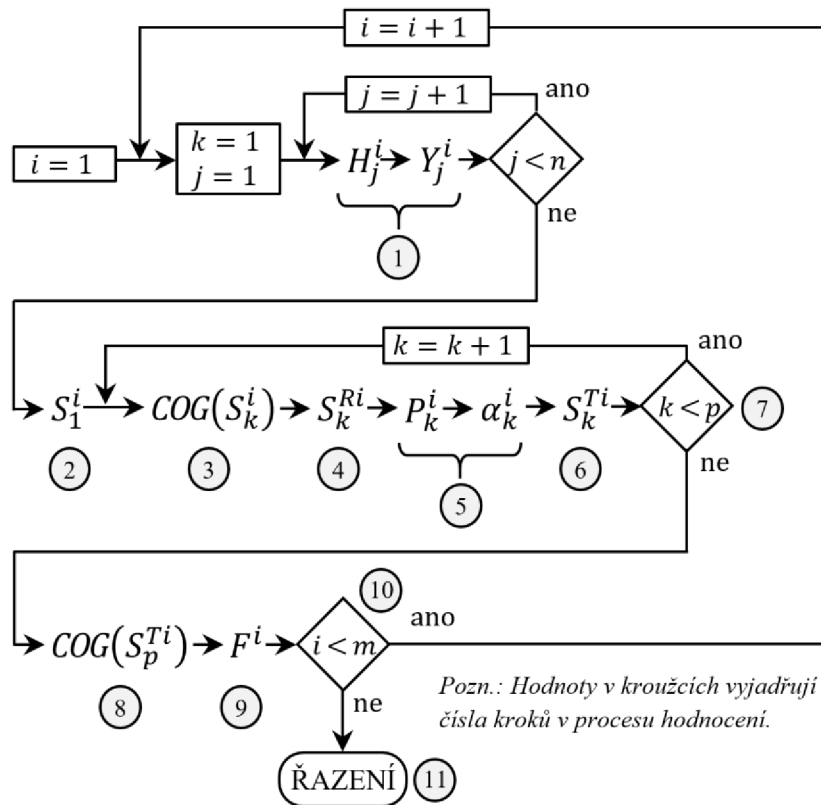 i = i + 1
j = j + 1
ano
i = 1
k = 1
j = 1
H_j^i
Y_j^i
j < n
ne
1
k = k + 1
ano
S_1^i
COG(S_k^i)
S_k^{Ri}
P_k^i
α_k^i
S_k^{Ti}
k < p
7
2
3
4
5
6
ne
10
COG(S_p^{Ti})
F^i
i < m
ano
8
9
ne
Pozn.: Hodnoty v kroužcích vyjadřují
čísla kroků v procesu hodnocení.
ŘAZENÍ
11